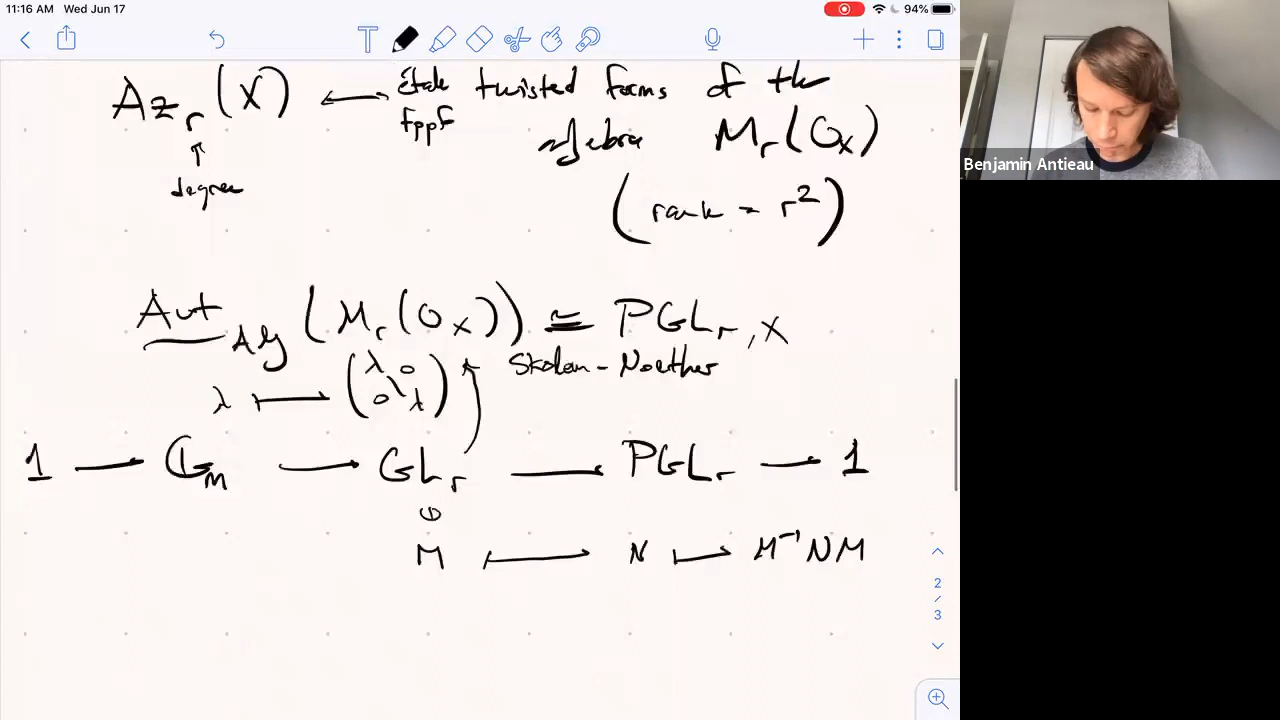 11:16 AM Wed Jun 17
94%
Az_r(X) ⟷ étale twisted forms of the
fppf
algebra M_r(O_X)
↑
degree
(rank = r²)
Aut_Alg (M_r(O_X)) ≅ PGL_r,X
Skolem-Noether
λ ⟼ (λ 0 0 λ)
1 → G_m → GL_r → PGL_r → 1
M ⟼ N ⟼ M⁻¹NM
2
/
3
Benjamin Antieau